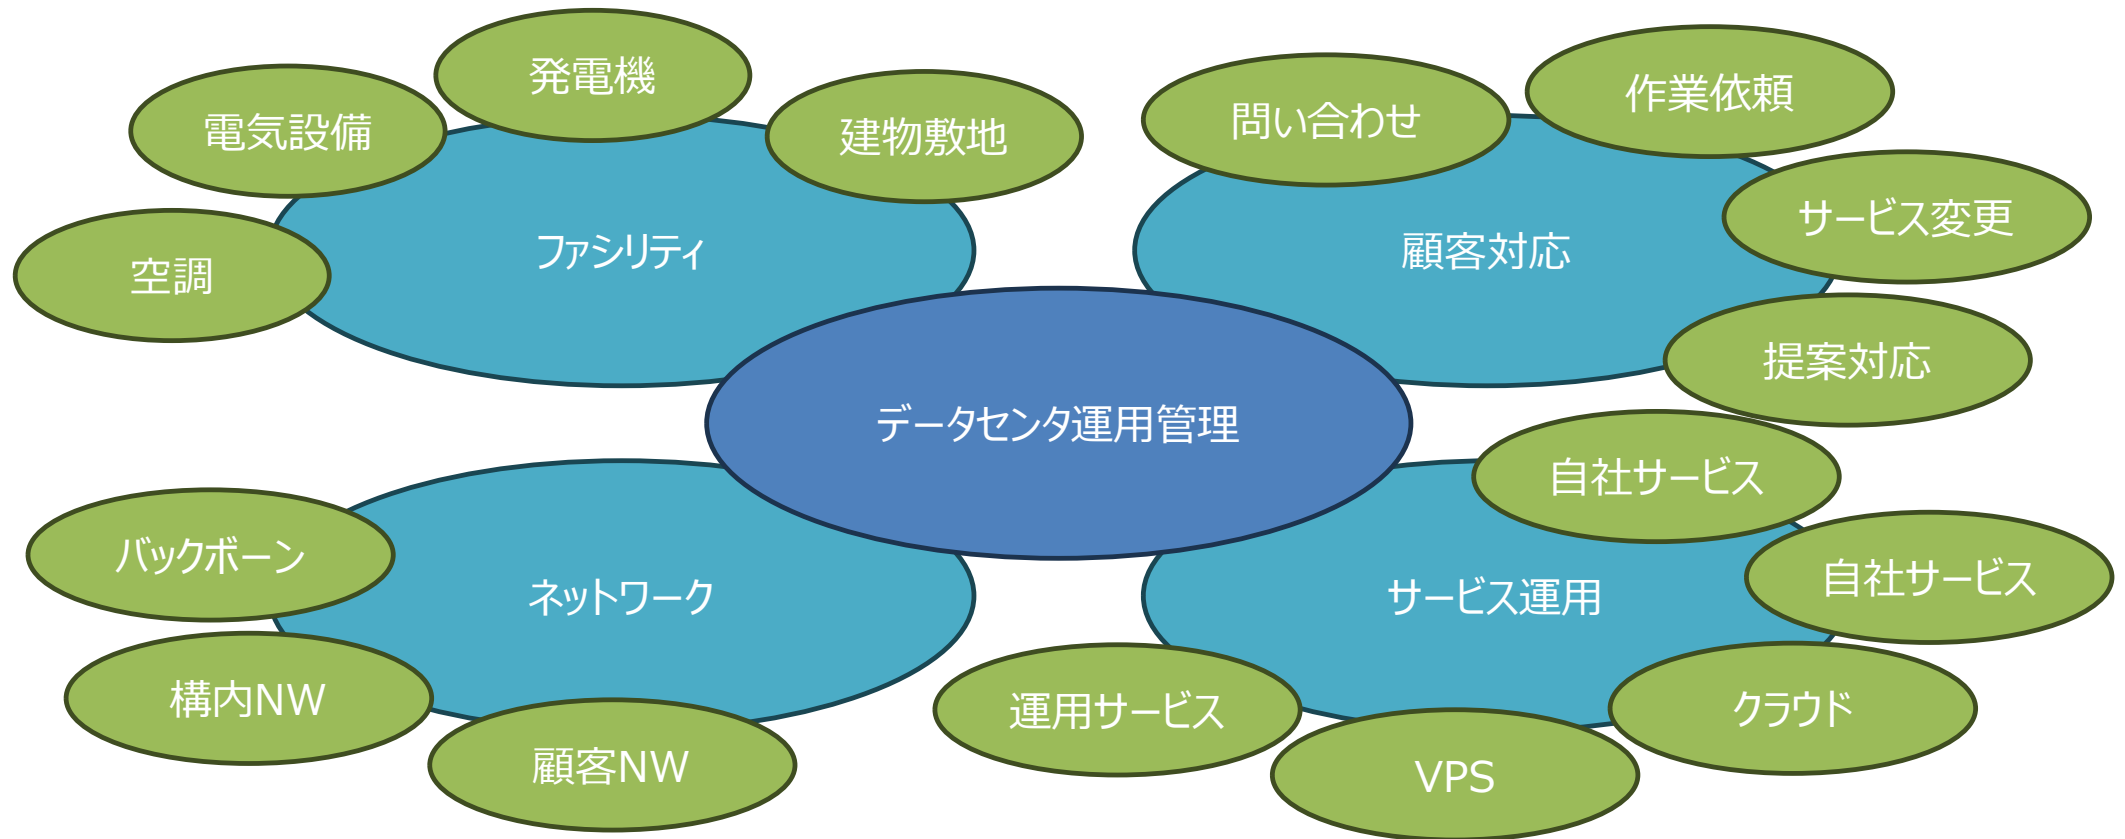 発電機
電気設備
建物敷地
空調
ファシリティ
問い合わせ
作業依頼
サービス変更
顧客対応
提案対応
データセンタ運用管理
バックボーン
ネットワーク
構内NW
顧客NW
自社サービス
自社サービス
サービス運用
運用サービス
クラウド
VPS